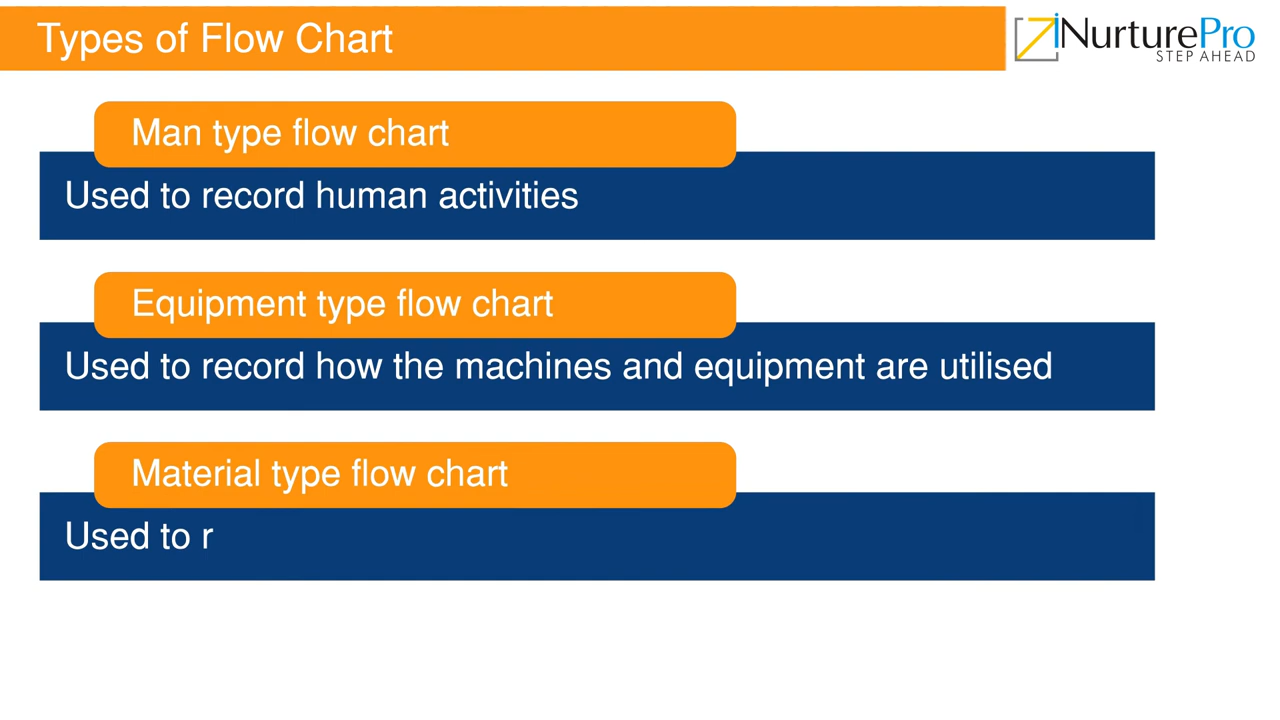 Types of Flow Chart
iNurturePro
STEP AHEAD
Man type flow chart
Used to record human activities
Equipment type flow chart
Used to record how the machines and equipment are utilised
Material type flow chart
Used to r